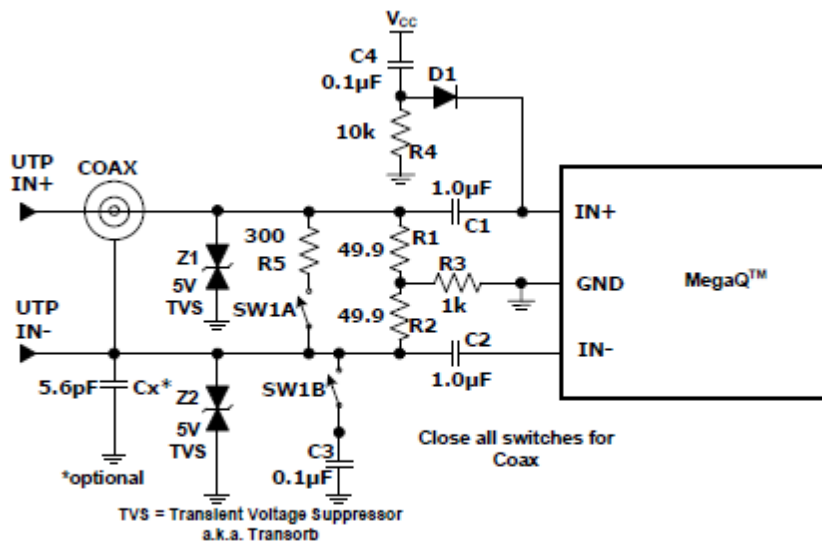 VCC
C4
0.1µF
D1
10k
R4
UTP
IN+
COAX
1.0µF
C1
IN+
Z1
5V
TVS
300
R5
49.9
R1
R3
1k
GND
MegaQ™
SW1A
49.9
R2
UTP
IN-
C2
1.0µF
IN-
5.6pF
Cx*
*optional
Z2
5V
TVS
SW1B
C3
0.1µF
Close all switches for
Coax
TVS = Transient Voltage Suppressor
a.k.a. Transorb